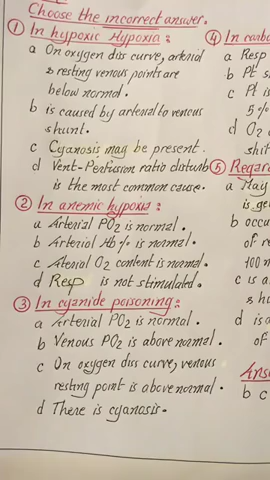 Choose the incorrect answer.
① In hypoxic Hypoxia:
a On oxygen diss curve, arterial
& resting venous points are
below normal.
b is caused by arterial to venous
shunt.
c Cyanosis may be present.
d Vent-Perfusion ratio disturb
is the most common cause.
② In anemic hypoxia:
a Arterial PO2 is normal.
b Arterial Hb% is normal.
c Aterial O2 content is normal.
d Resp is not stimulated.
③ In cyanide poisoning:
a Arterial PO2 is normal.
b Venous PO2 is above normal.
c On oxygen diss curve, venous
resting point is above normal.
d There is cyanosis.
④ In carbo
a Resp
b Pt s
c Pt is
5%
d O2
shit
⑤ Regar
a May
is ge
b occu
of re
100 m
c is a
& h
d is a
of
Ans
b c